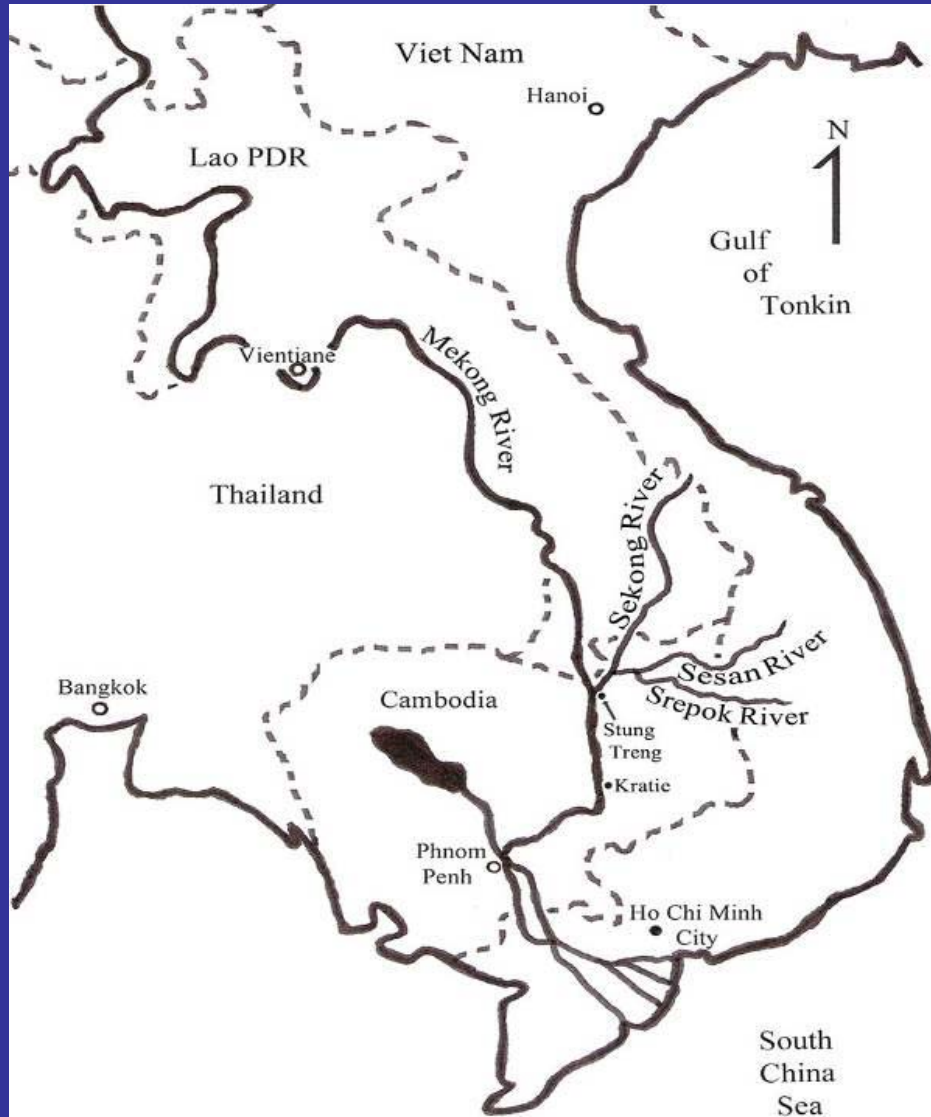 Viet Nam
Hanoi
Lao PDR
N
Gulf
of
Tonkin
Vientiane
Mekong River
Thailand
Sekong River
Sesan River
Srepok River
Bangkok
Cambodia
Stung
Treng
Kratie
Phnom
Penh
Ho Chi Minh
City
South
China
Sea